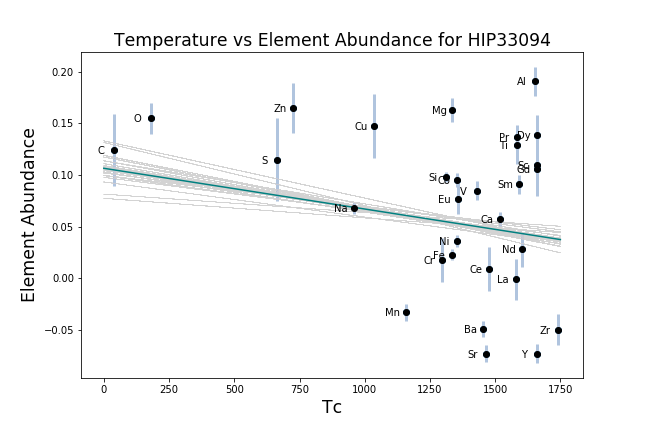 Temperature vs Element Abundance for HIP33094
Element Abundance
0.20
0.15
0.10
0.05
0.00
−0.05
Al
O
Zn
Mg
Cu
Pr
Dy
Ti
C
S
Sc
Gd
Si
Co
Sm
V
Eu
Na
Ca
Ni
Nd
Fe
Cr
Ce
La
Mn
Ba
Zr
Sr
Y
0
250
500
750
1000
1250
1500
1750
Tc